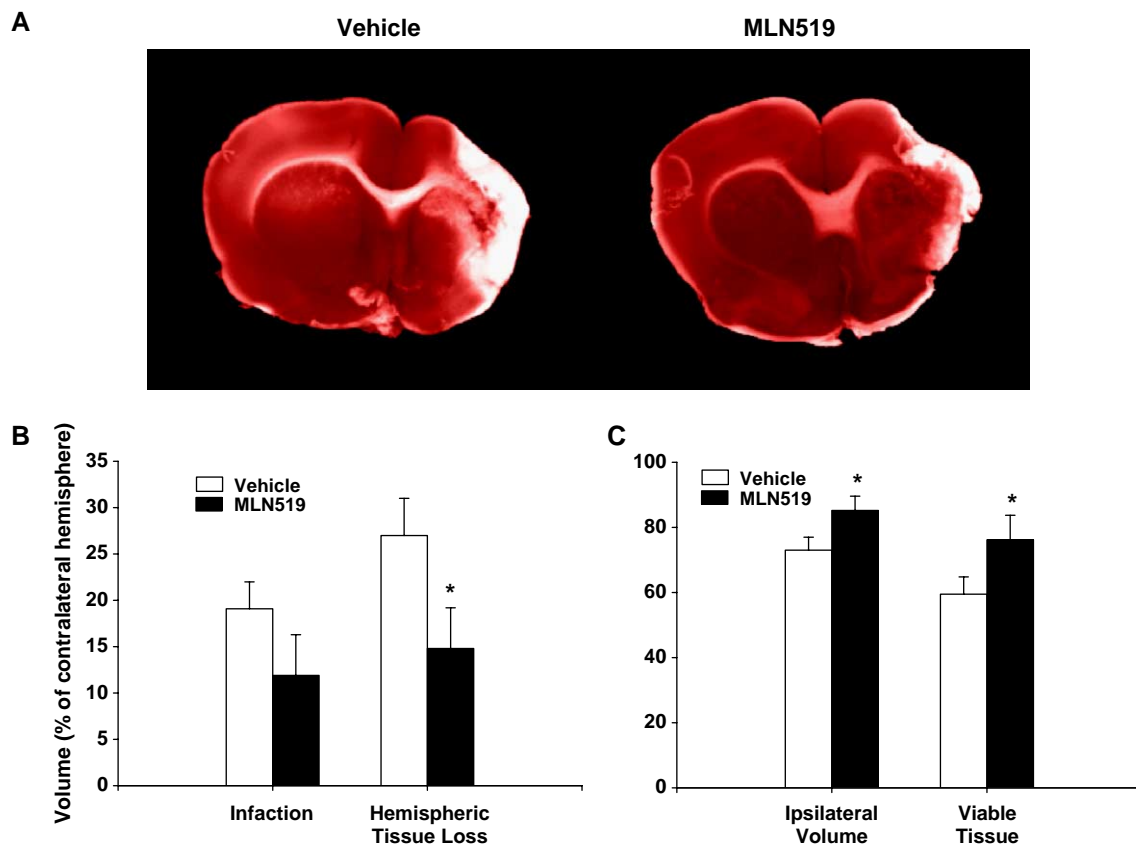 A
Vehicle
MLN519
B
Volume (% of contralateral hemisphere)
35
30
25
20
15
10
5
0
Vehicle
MLN519
*
Infaction
Hemispheric
Tissue Loss
C
100
80
60
40
20
0
Vehicle
MLN519
*
*
Ipsilateral
Volume
Viable
Tissue